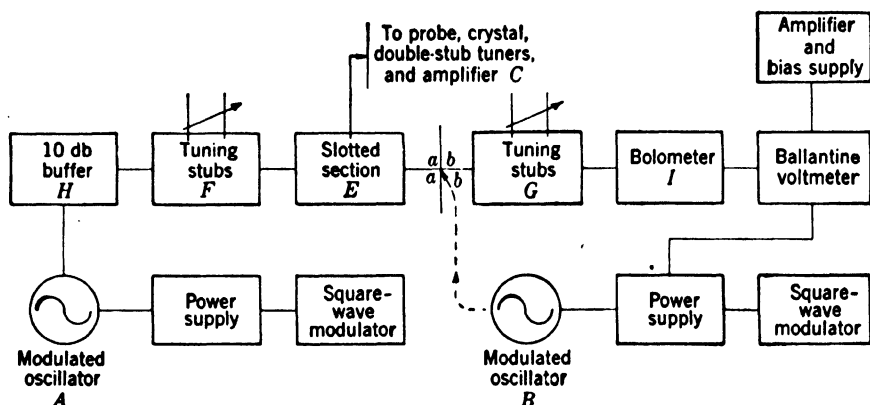 To probe, crystal,
double-stub tuners,
and amplifier C
Amplifier
and
bias supply
10 db
buffer
H
Tuning
stubs
F
Slotted
section
E
a b
a b
Tuning
stubs
G
Bolometer
I
Ballantine
voltmeter
Modulated
oscillator
A
Power
supply
Square-
wave
modulator
Modulated
oscillator
B
Power
supply
Square-
wave
modulator